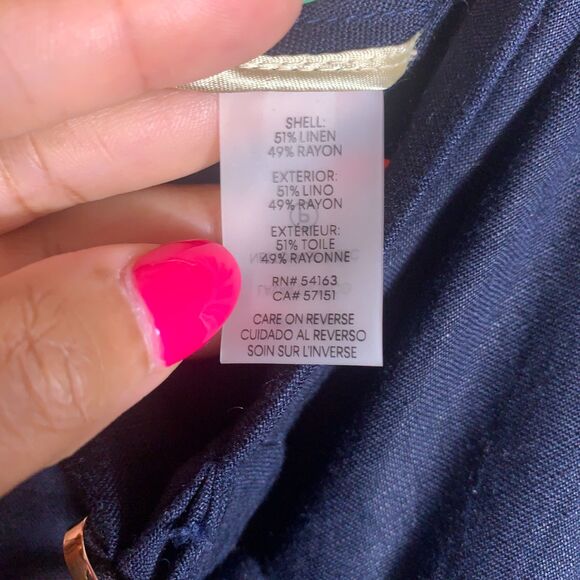 SHELL:
51% LINEN
49% RAYON
EXTERIOR:
51% LINO
49% RAYON
EXTÉRIEUR:
51% TOILE
49% RAYONNE
RN# 54163
CA# 57151
CARE ON REVERSE
CUIDADO AL REVERSO
SOIN SUR L'INVERSE